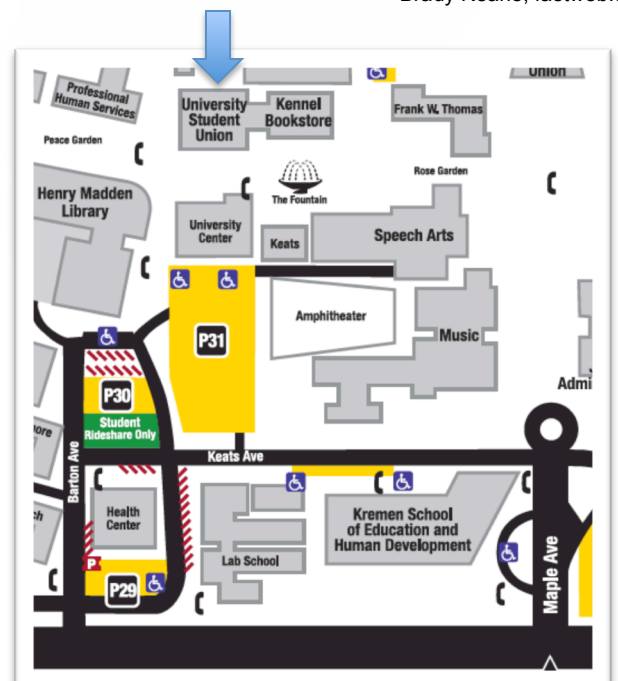 Professional
Human Services
University
Student
Union
Kennel
Bookstore
Frank W. Thomas
Union
Peace Garden
Rose Garden
Henry Madden
Library
The Fountain
University
Center
Keats
Speech Arts
Amphitheater
Music
P31
P30
Student
Rideshare Only
Keats Ave
Barton Ave
Health
Center
Lab School
Kremen School
of Education and
Human Development
P
P29
Maple Ave